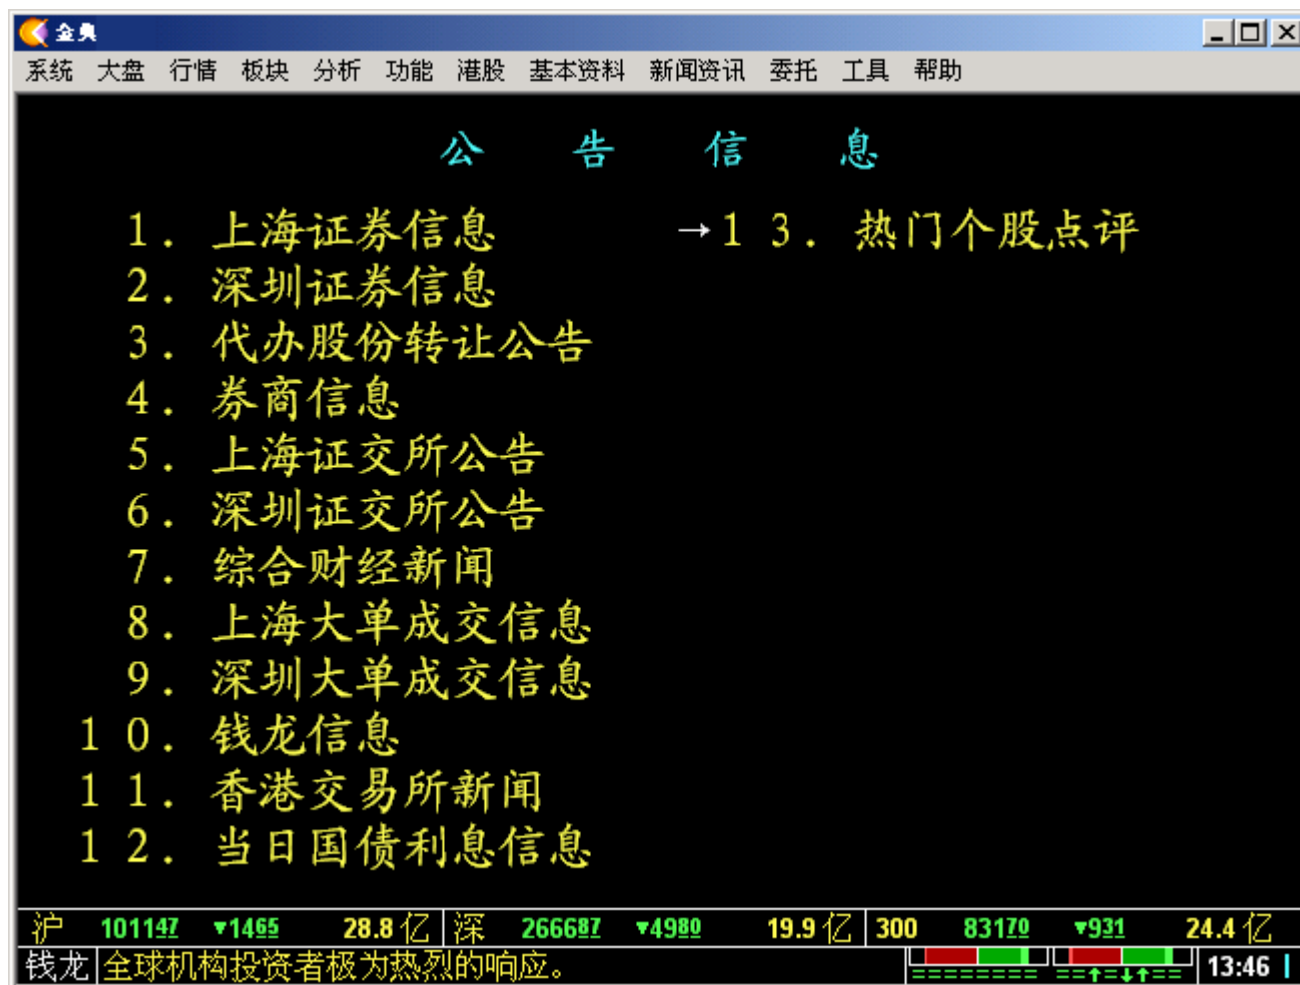 金典
系统 大盘 行情 板块 分析 功能 港股 基本资料 新闻资讯 委托 工具 帮助
公 告 信 息
1. 上海证券信息 →13. 热门个股点评
2. 深圳证券信息
3. 代办股份转让公告
4. 券商信息
5. 上海证交所公告
6. 深圳证交所公告
7. 综合财经新闻
8. 上海大单成交信息
9. 深圳大单成交信息
10. 钱龙信息
11. 香港交易所新闻
12. 当日国债利息信息
沪 101147 ▼1465 28.8亿 深 266687 ▼4980 19.9亿 300 83170 ▼931 24.4亿
钱龙 全球机构投资者极为热烈的响应。 ======== ==↑=↓↑== 13:46